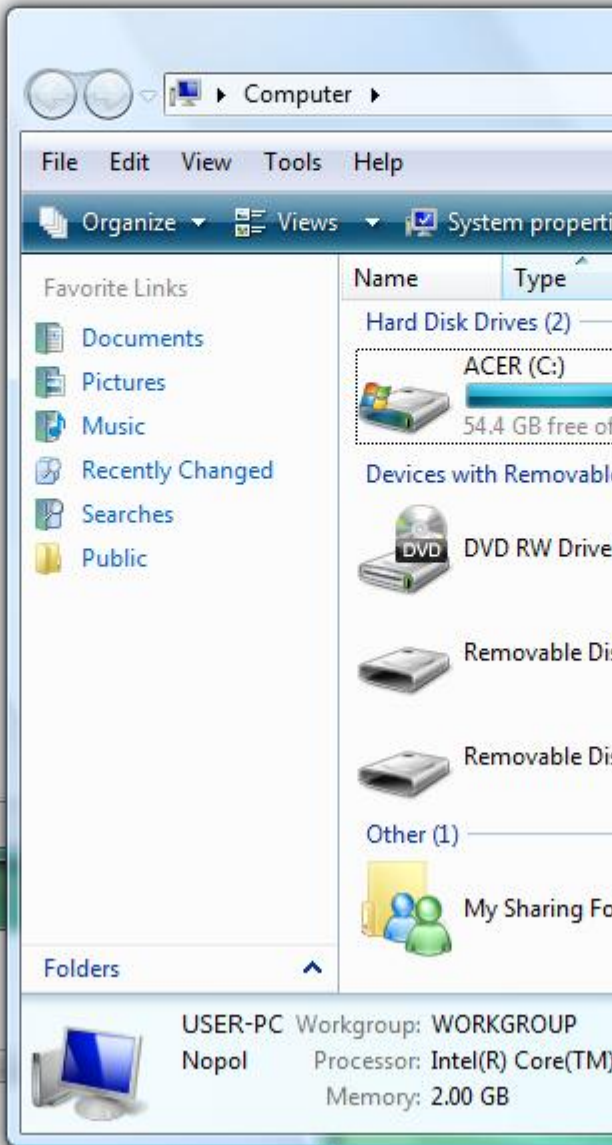 Computer
File Edit View Tools Help
Organize Views System properti
Favorite Links
Documents
Pictures
Music
Recently Changed
Searches
Public
Folders
Name Type
Hard Disk Drives (2)
ACER (C:)
54.4 GB free of
Devices with Removabl
DVD
DVD RW Drive
Removable Dis
Removable Dis
Other (1)
My Sharing Fo
USER-PC Workgroup: WORKGROUP
Nopol Processor: Intel(R) Core(TM)
Memory: 2.00 GB